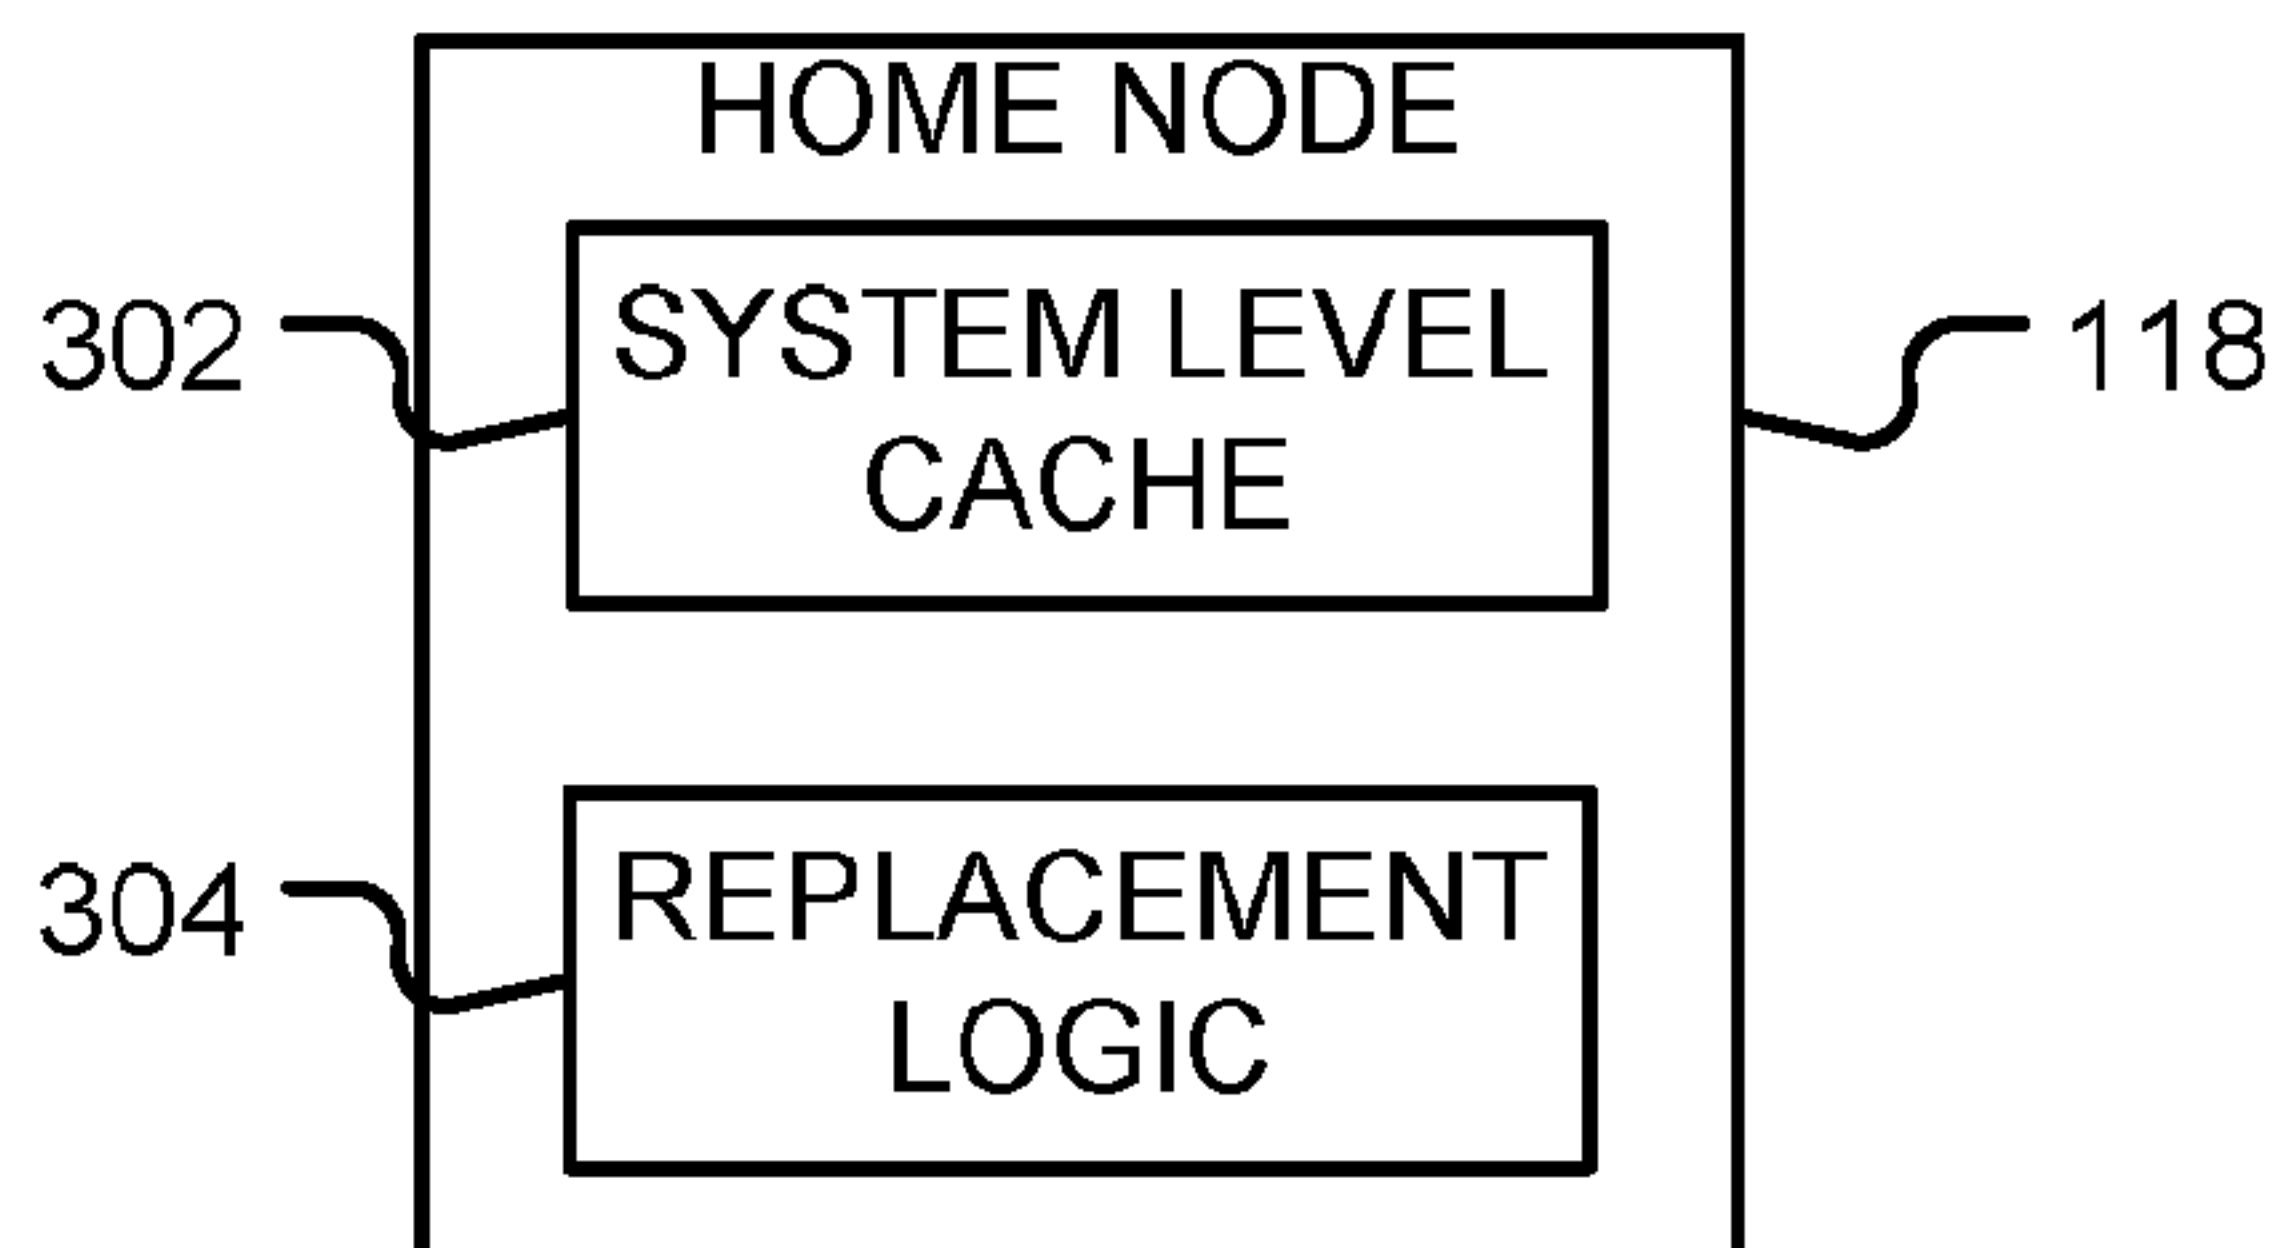 HOME NODE
302
SYSTEM LEVEL
CACHE
118
304
REPLACEMENT
LOGIC